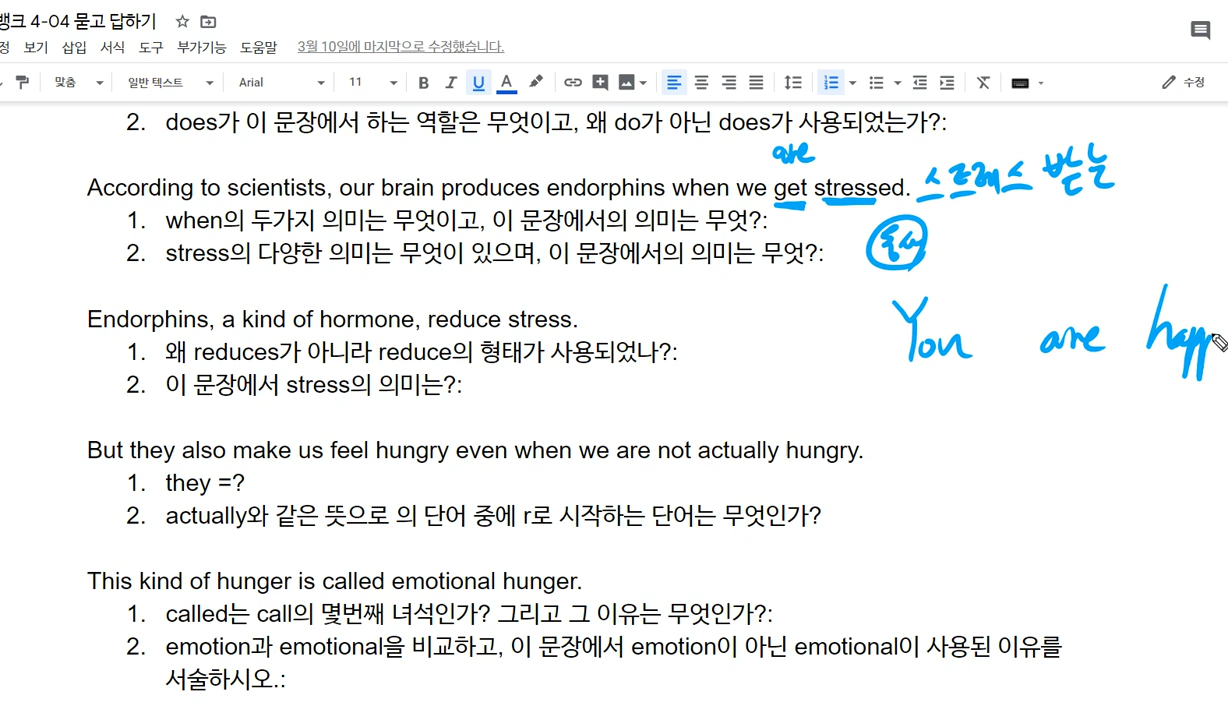 뱅크 4-04 묻고 답하기
정 보기 삽입 서식 도구 부가기능 도움말 3월 10일에 마지막으로 수정했습니다.
맞춤 일반 텍스트 Arial 11 B I U A 수정
2. does가 이 문장에서 하는 역할은 무엇이고, 왜 do가 아닌 does가 사용되었는가?:
are
According to scientists, our brain produces endorphins when we get stressed. 스트레스 받는
1. when의 두가지 의미는 무엇이고, 이 문장에서의 의미는 무엇?:
2. stress의 다양한 의미는 무엇이 있으며, 이 문장에서의 의미는 무엇?:
Endorphins, a kind of hormone, reduce stress.
You are happ
1. 왜 reduces가 아니라 reduce의 형태가 사용되었나?:
2. 이 문장에서 stress의 의미는?:
But they also make us feel hungry even when we are not actually hungry.
1. they =?
2. actually와 같은 뜻으로 의 단어 중에 r로 시작하는 단어는 무엇인가?
This kind of hunger is called emotional hunger.
1. called는 call의 몇번째 녀석인가? 그리고 그 이유는 무엇인가?:
2. emotion과 emotional을 비교하고, 이 문장에서 emotion이 아닌 emotional이 사용된 이유를
서술하시오.: